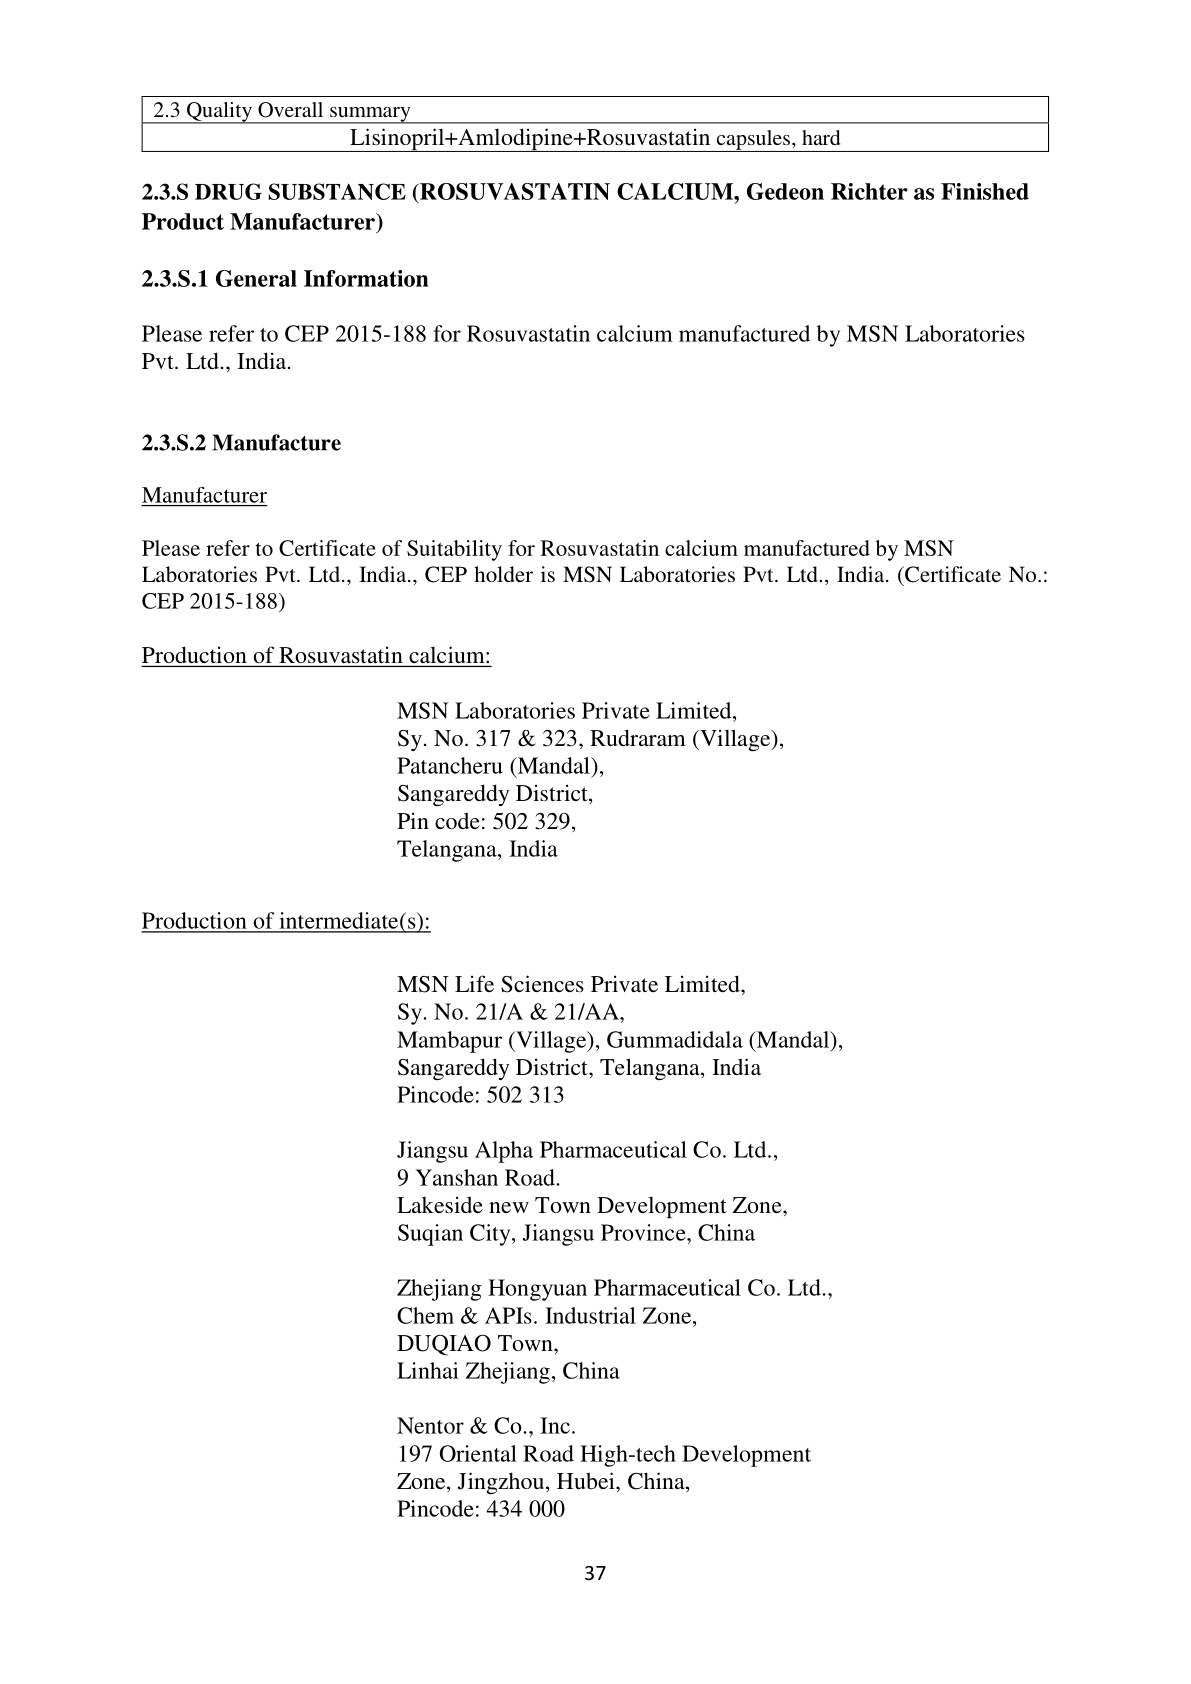 2.3 Quality Overall summary
Lisinopril+Amlodipine+Rosuvastatin capsules, hard
2.3.S DRUG SUBSTANCE (ROSUVASTATIN CALCIUM, Gedeon Richter as Finished
Product Manufacturer)
2.3.S.1 General Information
Please refer to CEP 2015-188 for Rosuvastatin calcium manufactured by MSN Laboratories
Pvt. Ltd., India.
2.3.S.2 Manufacture
Manufacturer
Please refer to Certificate of Suitability for Rosuvastatin calcium manufactured by MSN
Laboratories Pvt. Ltd., India., CEP holder is MSN Laboratories Pvt. Ltd., India. (Certificate No.:
CEP 2015-188)
Production of Rosuvastatin calcium:
MSN Laboratories Private Limited,
Sy. No. 317 & 323, Rudraram (Village),
Patancheru (Mandal),
Sangareddy District,
Pin code: 502 329,
Telangana, India
Production of intermediate(s):
MSN Life Sciences Private Limited,
Sy. No. 21/A & 21/AA,
Mambapur (Village), Gummadidala (Mandal),
Sangareddy District, Telangana, India
Pincode: 502 313
Jiangsu Alpha Pharmaceutical Co. Ltd.,
9 Yanshan Road.
Lakeside new Town Development Zone,
Suqian City, Jiangsu Province, China
Zhejiang Hongyuan Pharmaceutical Co. Ltd.,
Chem & APIs. Industrial Zone,
DUQIAO Town,
Linhai Zhejiang, China
Nentor & Co., Inc.
197 Oriental Road High-tech Development
Zone, Jingzhou, Hubei, China,
Pincode: 434 000
37